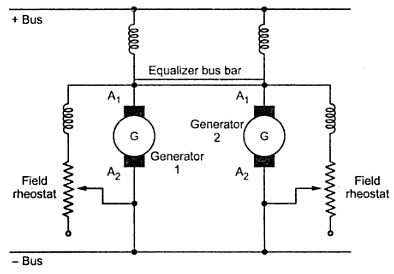 + Bus
Equalizer bus bar
A1
A1
G
Generator
2
G
A2
Generator
1
A2
Field
rheostat
Field
rheostat
– Bus